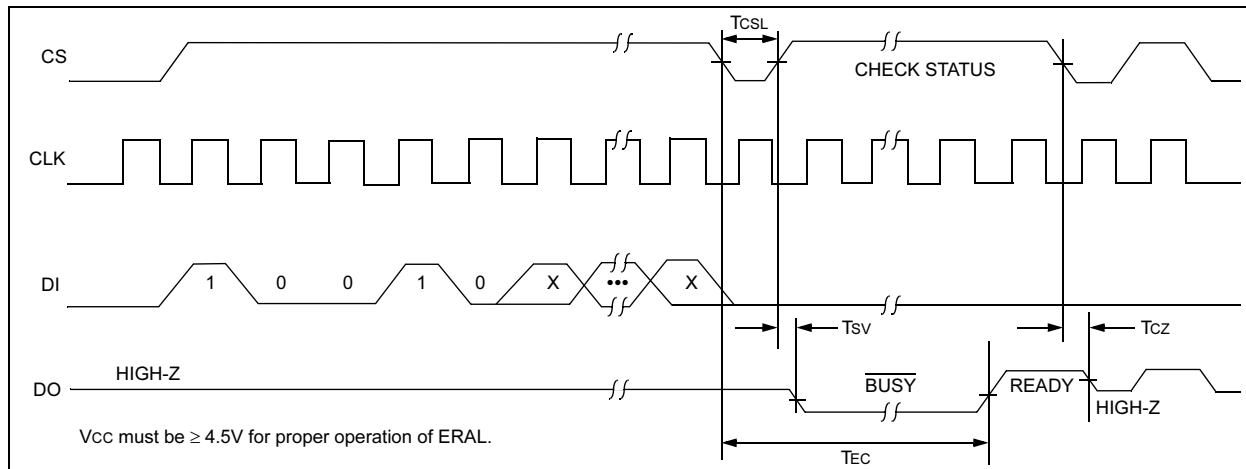 TCSL
CS
CHECK STATUS
CLK
DI
1 0 0 1 0 X ••• X
TSV
TCZ
HIGH-Z
DO
BUSY
READY
HIGH-Z
VCC must be ≥ 4.5V for proper operation of ERAL.
TEC